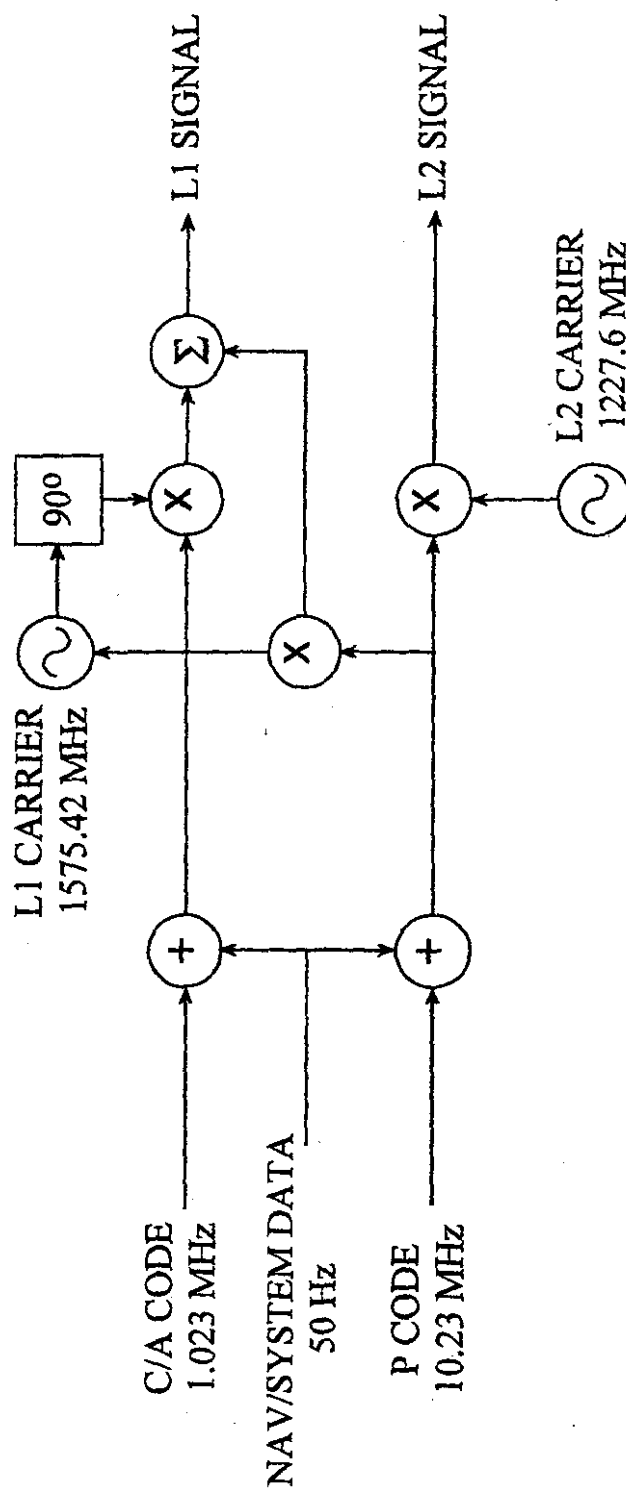 L1 CARRIER
1575.42 MHz
90º
C/A CODE
1.023 MHz
+
X
Σ
L1 SIGNAL
NAV/SYSTEM DATA
50 Hz
X
P CODE
10.23 MHz
+
X
L2 SIGNAL
L2 CARRIER
1227.6 MHz